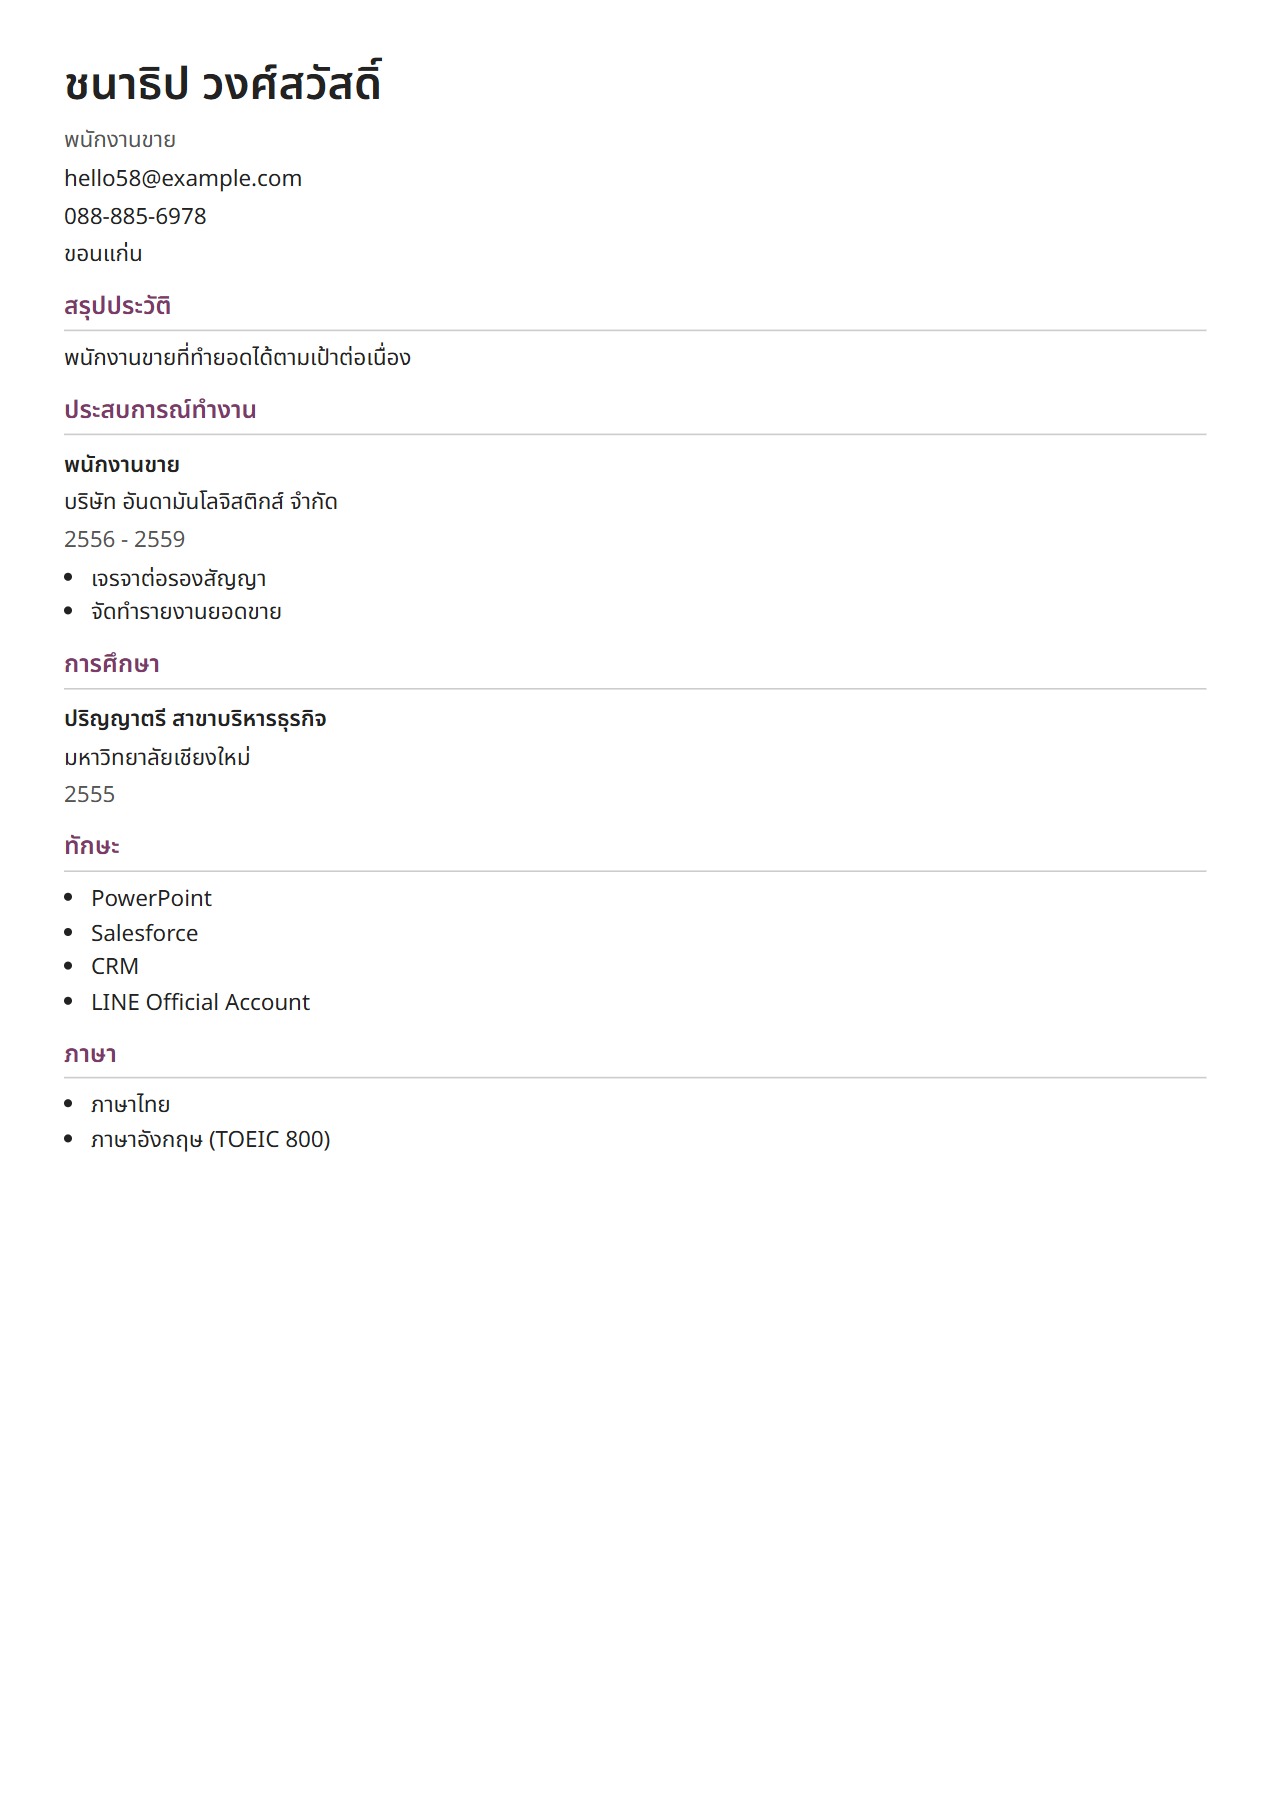 ชนาธิป วงศ์สวัสดิ์
พนักงานขาย
hello58@example.com
088-885-6978
ขอนแก่น
สรุปประวัติ
พนักงานขายที่ทำยอดได้ตามเป้าต่อเนื่อง
ประสบการณ์ทำงาน
พนักงานขาย
บริษัท อันดามันโลจิสติกส์ จำกัด
2556 - 2559
• เจรจาต่อรองสัญญา
• จัดทำรายงานยอดขาย
การศึกษา
ปริญญาตรี สาขาบริหารธุรกิจ
มหาวิทยาลัยเชียงใหม่
2555
ทักษะ
• PowerPoint
• Salesforce
• CRM
• LINE Official Account
ภาษา
• ภาษาไทย
• ภาษาอังกฤษ (TOEIC 800)